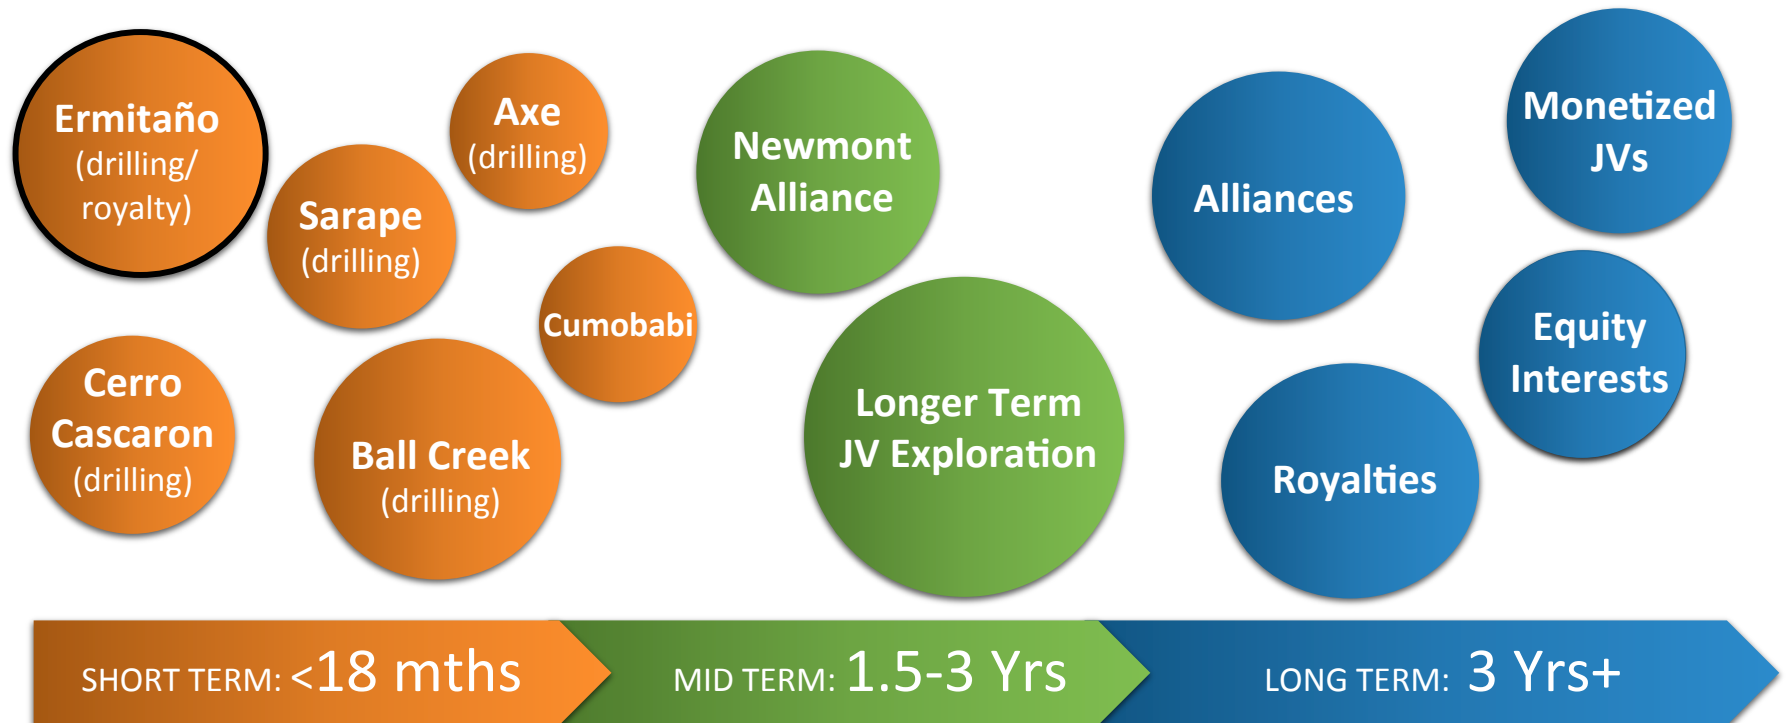 Ermitaño
(drilling/
royalty)
Sarape
(drilling)
Axe
(drilling)
Cumobabi
Cerro
Cascaron
(drilling)
Ball Creek
(drilling)
Newmont
Alliance
Longer Term
JV Exploration
Alliances
Monetized
JVs
Equity
Interests
Royalties
SHORT TERM: <18 mths
MID TERM: 1.5-3 Yrs
LONG TERM: 3 Yrs+